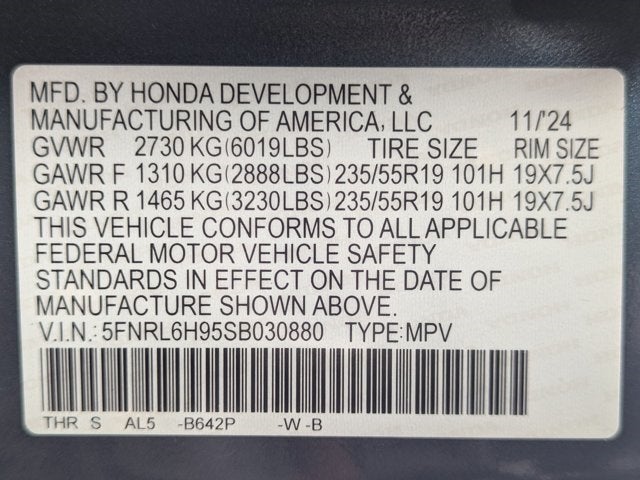 MFD. BY HONDA DEVELOPMENT &
MANUFACTURING OF AMERICA, LLC 11/'24
GVWR 2730 KG(6019LBS) TIRE SIZE RIM SIZE
GAWR F 1310 KG(2888LBS) 235/55R19 101H 19X7.5J
GAWR R 1465 KG(3230LBS) 235/55R19 101H 19X7.5J
THIS VEHICLE CONFORMS TO ALL APPLICABLE
FEDERAL MOTOR VEHICLE SAFETY
STANDARDS IN EFFECT ON THE DATE OF
MANUFACTURE SHOWN ABOVE.
V.I.N.: 5FNRL6H95SB030880 TYPE:MPV
THR S AL5 -B642P -W -B